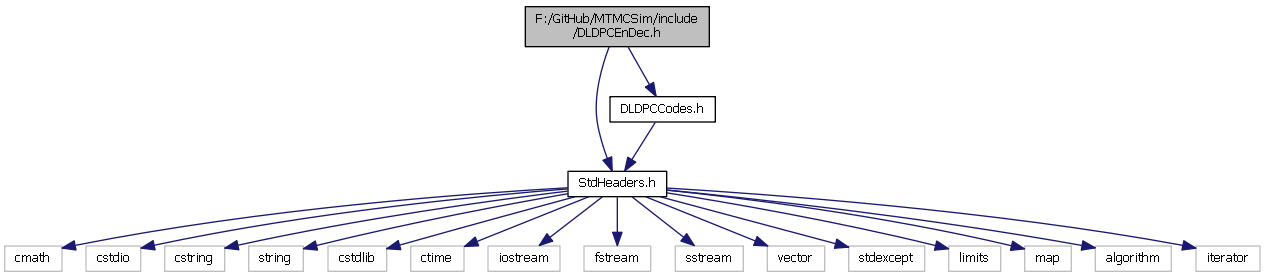 F:/GitHub/MTMCSim/include
/DLDPCEnDec.h
DLDPCCodes.h
StdHeaders.h
cmath
cstdio
cstring
string
cstdlib
ctime
iostream
fstream
sstream
vector
stdexcept
limits
map
algorithm
iterator